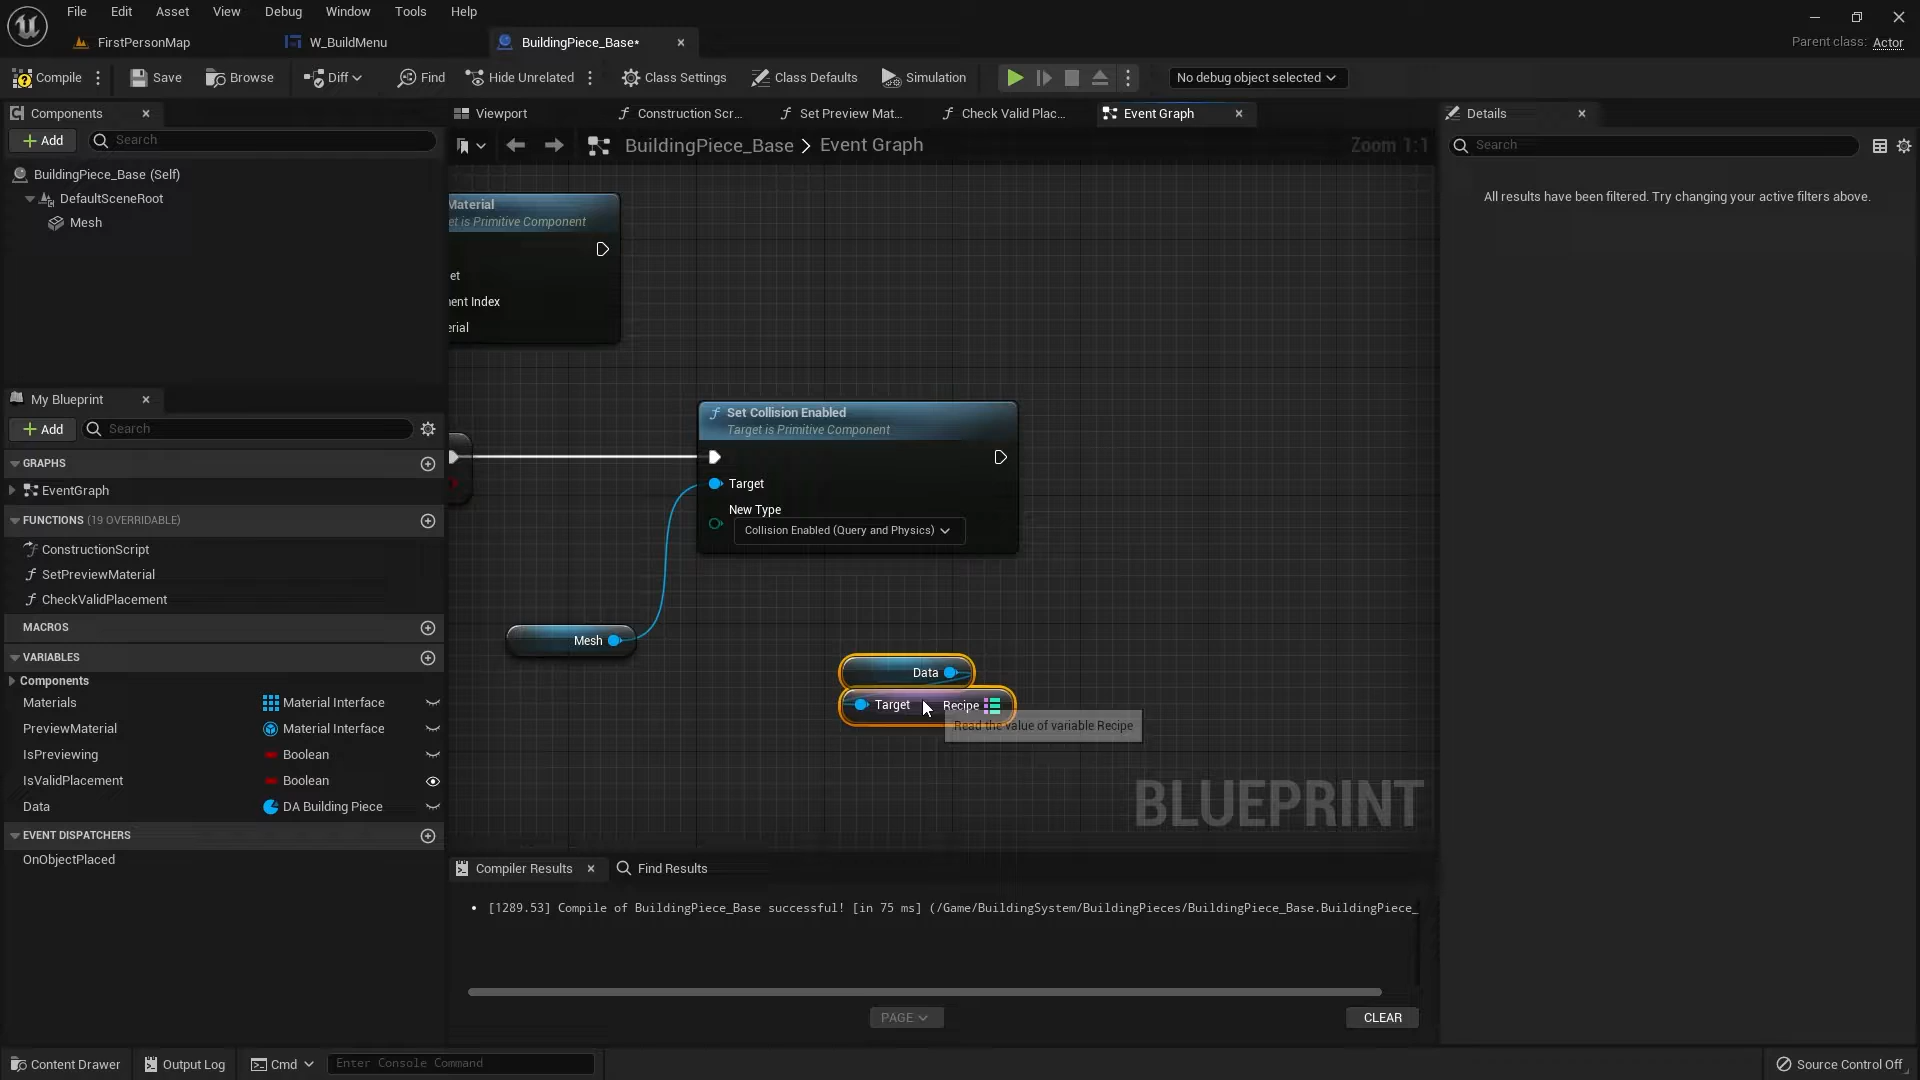 File Edit Asset View Debug Window Tools Help
FirstPersonMap
W_BuildMenu
BuildingPiece_Base*
Parent class: Actor
Compile
Save
Browse
Diff
Find
Hide Unrelated
Class Settings
Class Defaults
Simulation
No debug object selected
Components
Add
Search
BuildingPiece_Base (Self)
DefaultSceneRoot
Mesh
My Blueprint
Add
Search
GRAPHS
EventGraph
FUNCTIONS (19 OVERRIDABLE)
ConstructionScript
SetPreviewMaterial
CheckValidPlacement
MACROS
VARIABLES
Components
Materials Material Interface
PreviewMaterial Material Interface
IsPreviewing Boolean
IsValidPlacement Boolean
Data DA Building Piece
EVENT DISPATCHERS
OnObjectPlaced
Viewport
Construction Scr...
Set Preview Mat...
Check Valid Plac...
Event Graph
BuildingPiece_Base > Event Graph
Zoom 1:1
Material
et is Primitive Component
et
nent Index
erial
Set Collision Enabled
Target is Primitive Component
Target
New Type
Collision Enabled (Query and Physics)
Mesh
Data
Target Recipe
Read the value of variable Recipe
BLUEPRINT
Compiler Results
Find Results
[1289.53] Compile of BuildingPiece_Base successful! [in 75 ms] (/Game/BuildingSystem/BuildingPieces/BuildingPiece_Base.BuildingPiece_
PAGE
CLEAR
Details
Search
All results have been filtered. Try changing your active filters above.
Content Drawer
Output Log
Cmd
Enter Console Command
Source Control Off